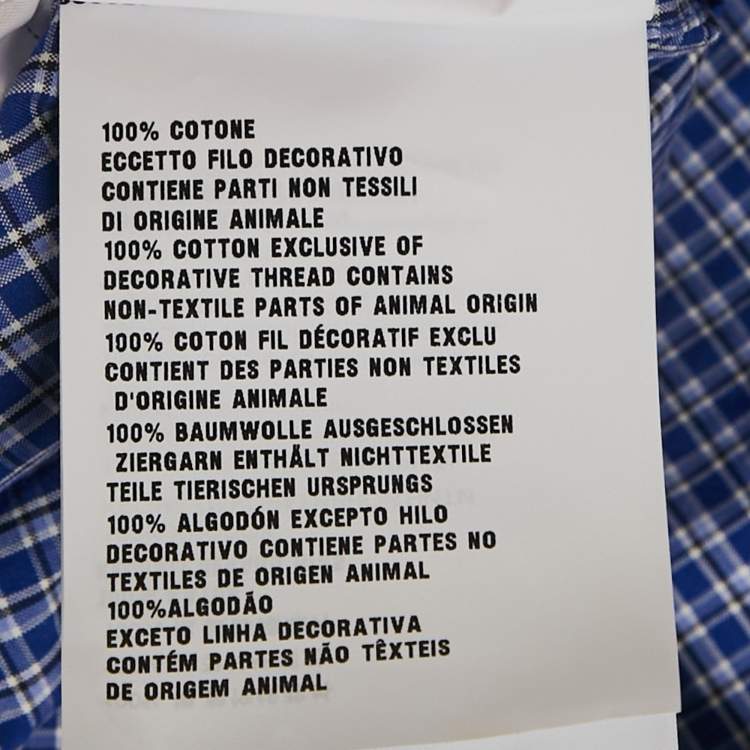 100% COTONE
ECCETTO FILO DECORATIVO
CONTIENE PARTI NON TESSILI
DI ORIGINE ANIMALE
100% COTTON EXCLUSIVE OF
DECORATIVE THREAD CONTAINS
NON-TEXTILE PARTS OF ANIMAL ORIGIN
100% COTON FIL DÉCORATIF EXCLU
CONTIENT DES PARTIES NON TEXTILES
D'ORIGINE ANIMALE
100% BAUMWOLLE AUSGESCHLOSSEN
ZIERGARN ENTHÄLT NICHTTEXTILE
TEILE TIERISCHEN URSPRUNGS
100% ALGODÓN EXCEPTO HILO
DECORATIVO CONTIENE PARTES NO
TEXTILES DE ORIGEN ANIMAL
100%ALGODÃO
EXCETO LINHA DECORATIVA
CONTÉM PARTES NÃO TÊXTEIS
DE ORIGEM ANIMAL